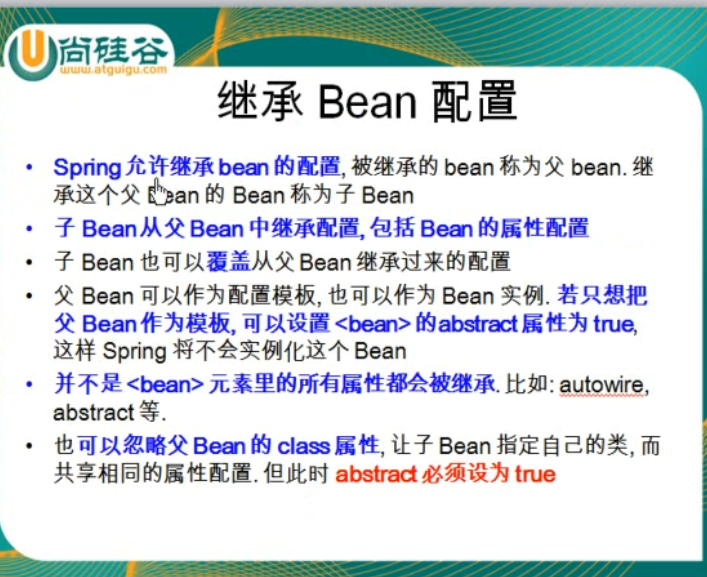 尚硅谷
www.atguigu.com
继承 Bean 配置
• Spring 允许继承 bean 的配置, 被继承的 bean 称为父 bean. 继
承这个父 Bean 的 Bean 称为子 Bean
• 子 Bean 从父 Bean 中继承配置, 包括 Bean 的属性配置
• 子 Bean 也可以覆盖从父 Bean 继承过来的配置
• 父 Bean 可以作为配置模板, 也可以作为 Bean 实例. 若只想把
父 Bean 作为模板, 可以设置 <bean> 的abstract 属性为 true,
这样 Spring 将不会实例化这个 Bean
• 并不是 <bean> 元素里的所有属性都会被继承. 比如: autowire,
abstract 等.
• 也可以忽略父 Bean 的 class 属性, 让子 Bean 指定自己的类, 而
共享相同的属性配置. 但此时 abstract 必须设为 true